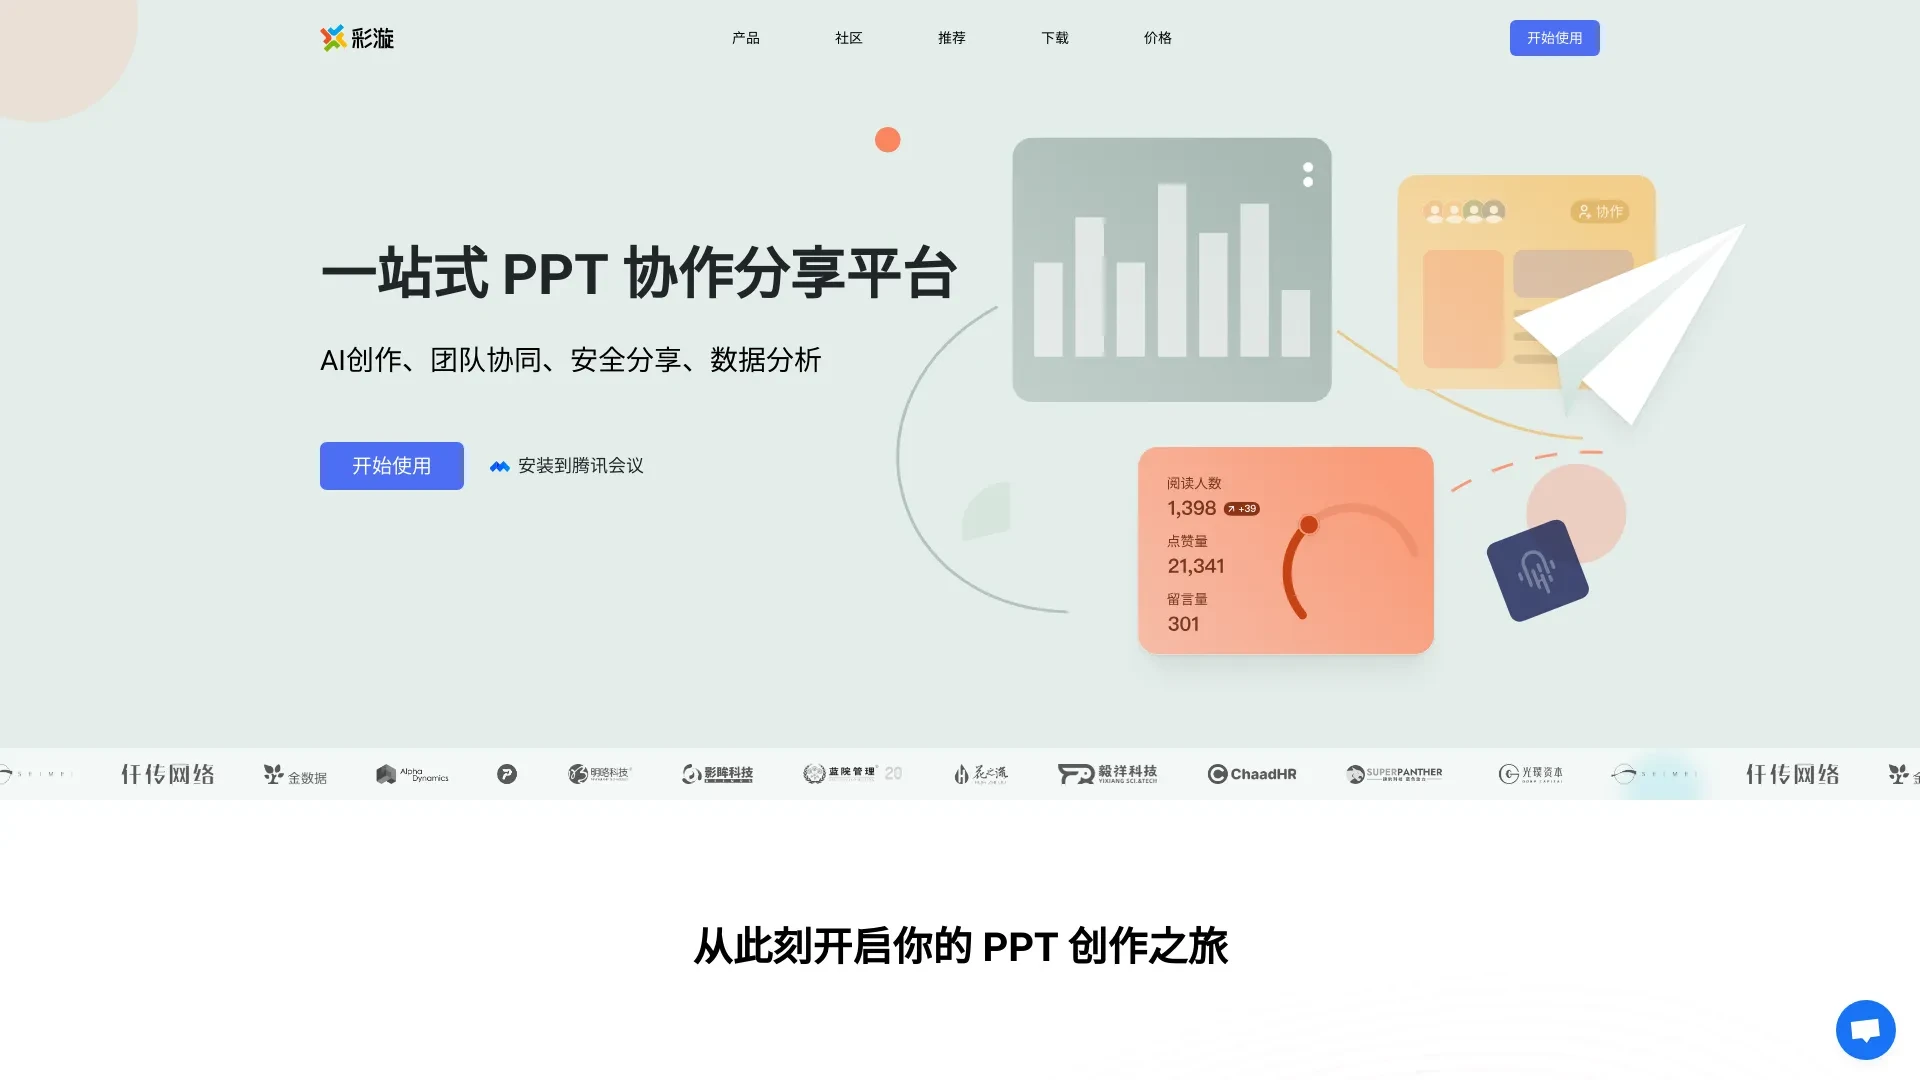 彩漩
产品
社区
推荐
下载
价格
开始使用
一站式 PPT 协作分享平台
AI创作、团队协同、安全分享、数据分析
开始使用
安装到腾讯会议
协作
阅读人数
1,398 +39
点赞量
21,341
留言量
301
SEIMEI
仟传网络
金数据
Alpha Dynamics
明略科技
影眸科技
蓝院管理 20
花之流
毅祥科技
YIXIANG SCI.&TECH
ChaadHR
SUPERPANTHER
光璞资本
SEIMEI
仟传网络
从此刻开启你的 PPT 创作之旅